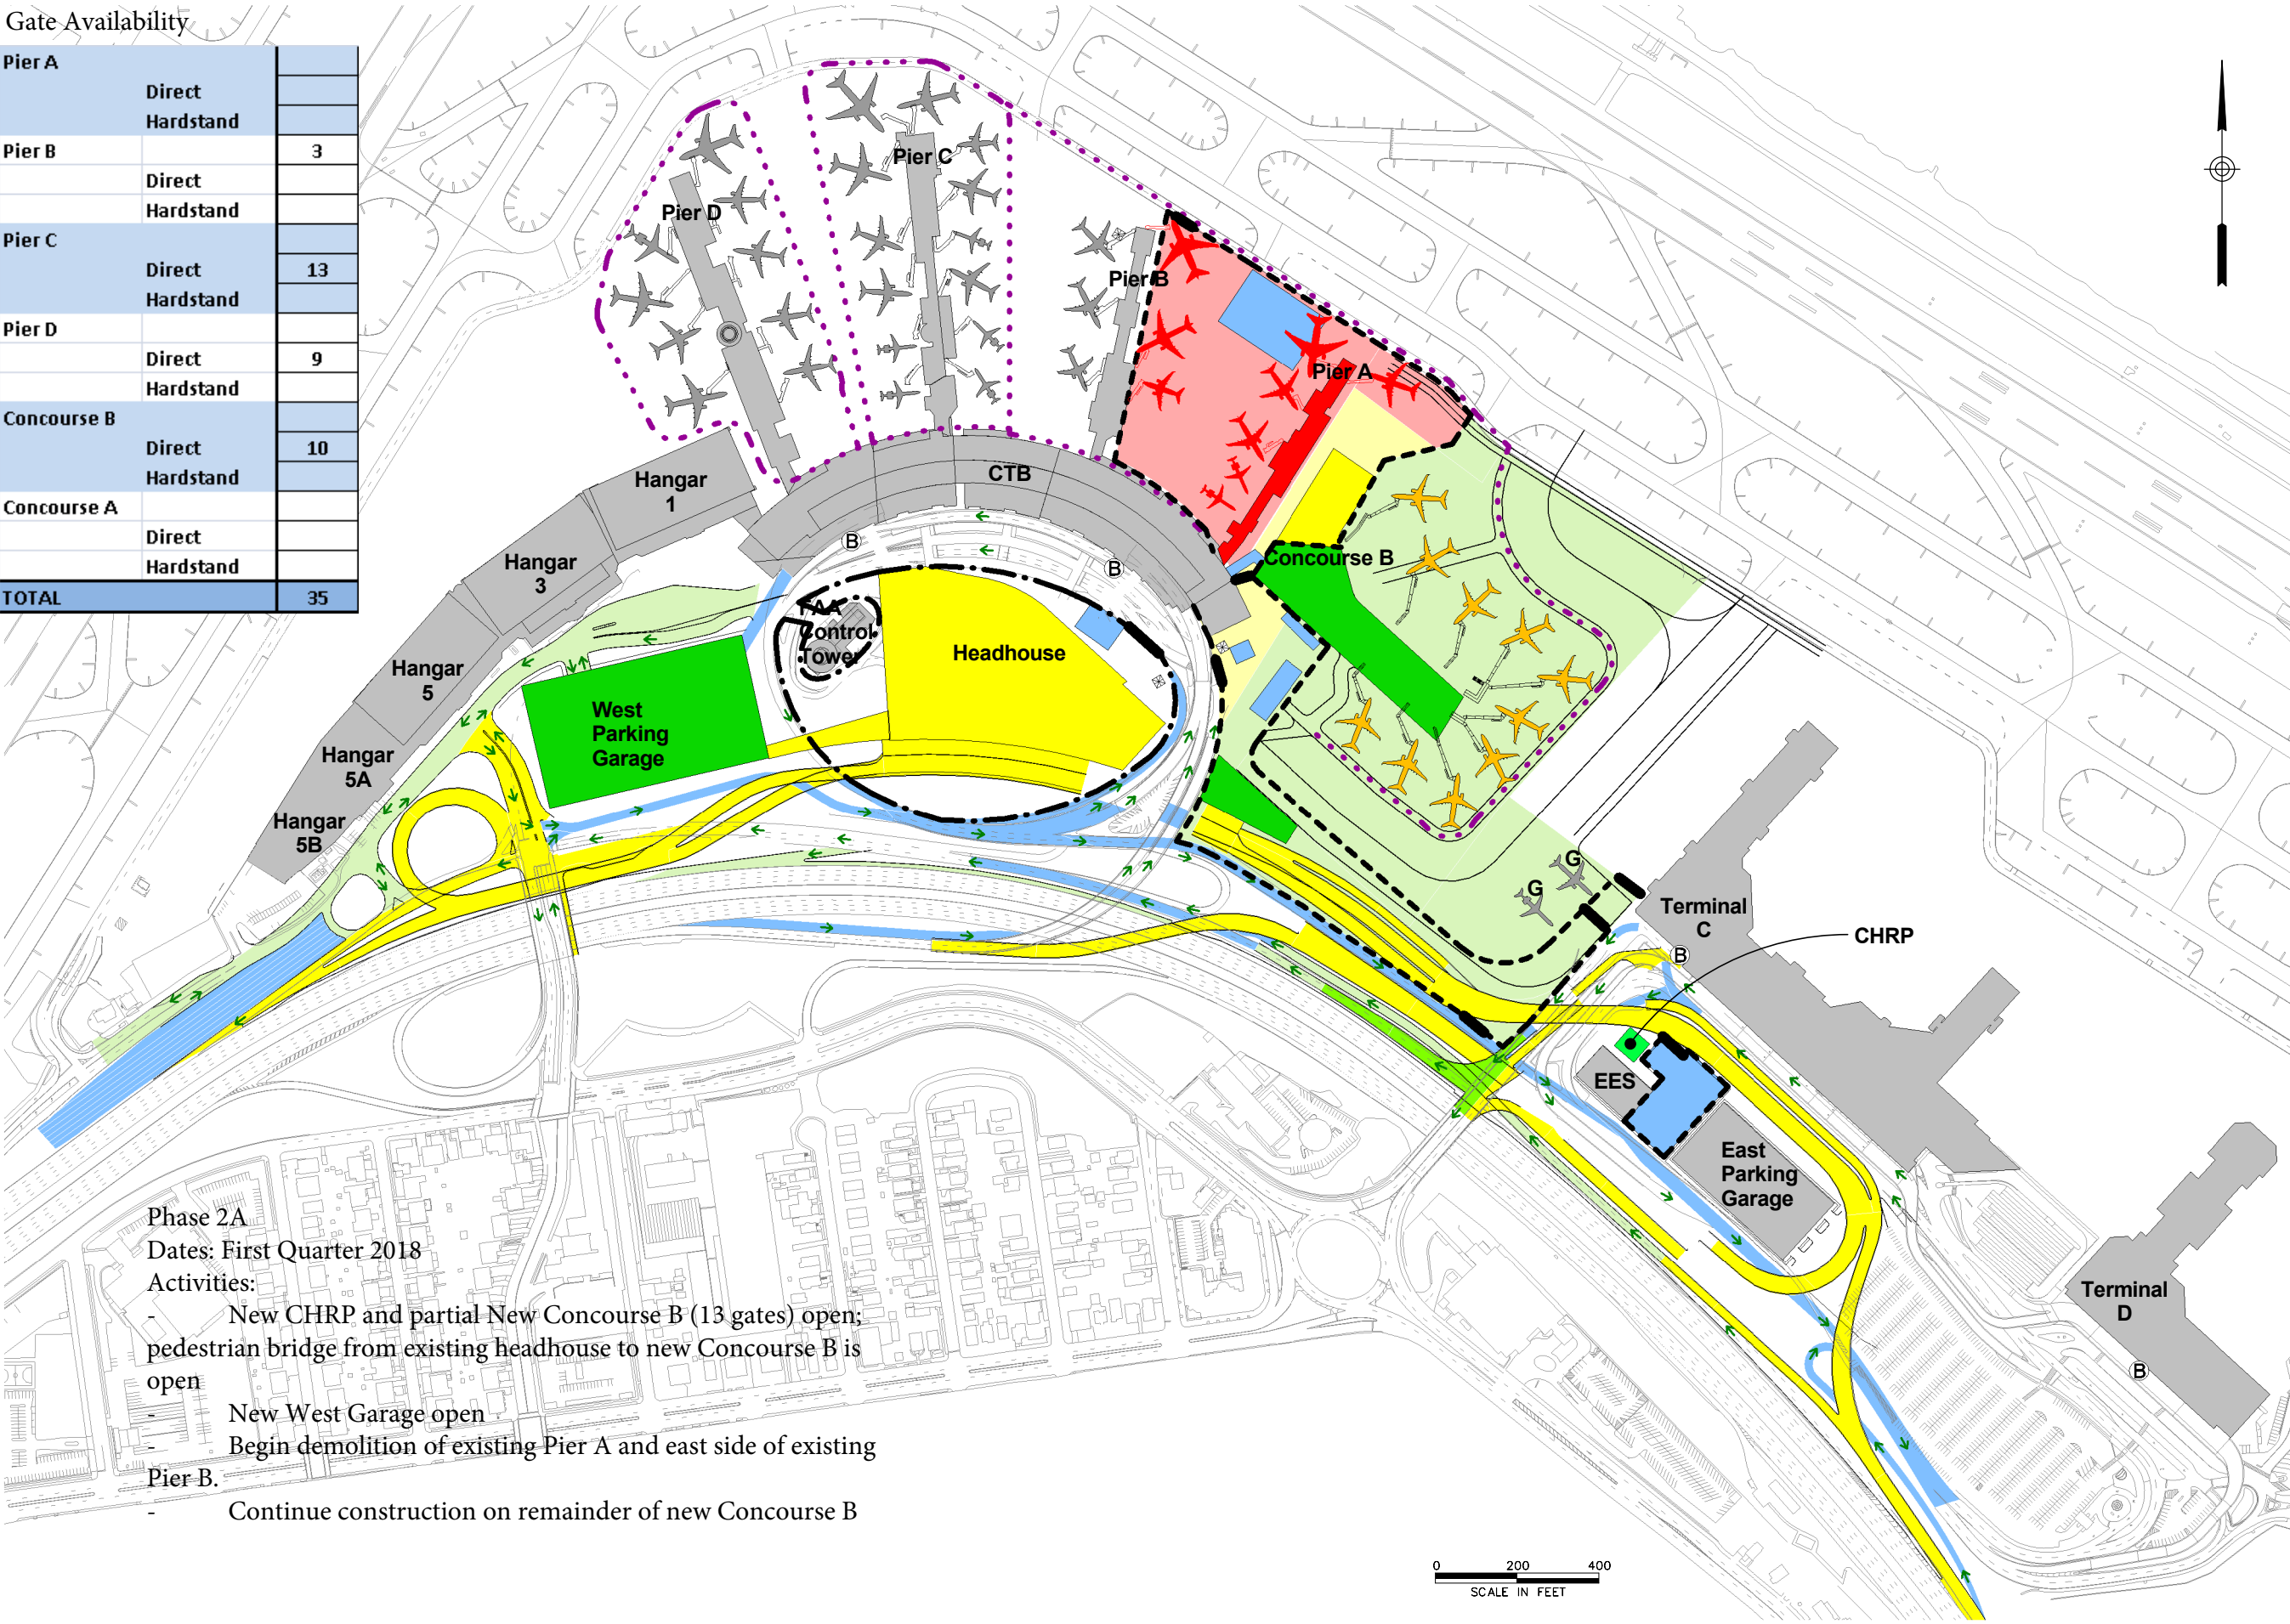 Gate Availability
Pier A
Direct
Hardstand
Pier B 3
Direct
Hardstand
Pier C
Direct 13
Hardstand
Pier D
Direct 9
Hardstand
Concourse B
Direct 10
Hardstand
Concourse A
Direct
Hardstand
TOTAL 35
Pier C
Pier D
Pier B
Pier A
CTB
Hangar
1
Hangar
3
Hangar
5
Hangar
5A
Hangar
5B
B
B
Concourse B
FAA
Control
Tower
Headhouse
West
Parking
Garage
G
G
Terminal
C
B
CHRP
EES
East
Parking
Garage
Terminal
D
B
Phase 2A
Dates: First Quarter 2018
Activities:
- New CHRP and partial New Concourse B (13 gates) open;
pedestrian bridge from existing headhouse to new Concourse B is
open
- New West Garage open
- Begin demolition of existing Pier A and east side of existing
Pier B.
- Continue construction on remainder of new Concourse B
0 200 400
SCALE IN FEET